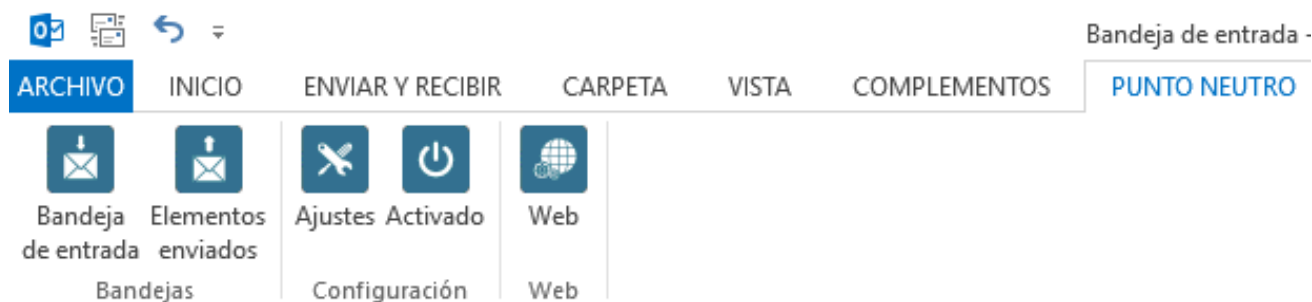 Bandeja de entrada -
ARCHIVO INICIO ENVIAR Y RECIBIR CARPETA VISTA COMPLEMENTOS PUNTO NEUTRO
Bandeja Elementos Ajustes Activado Web
de entrada enviados
Bandejas Configuración Web